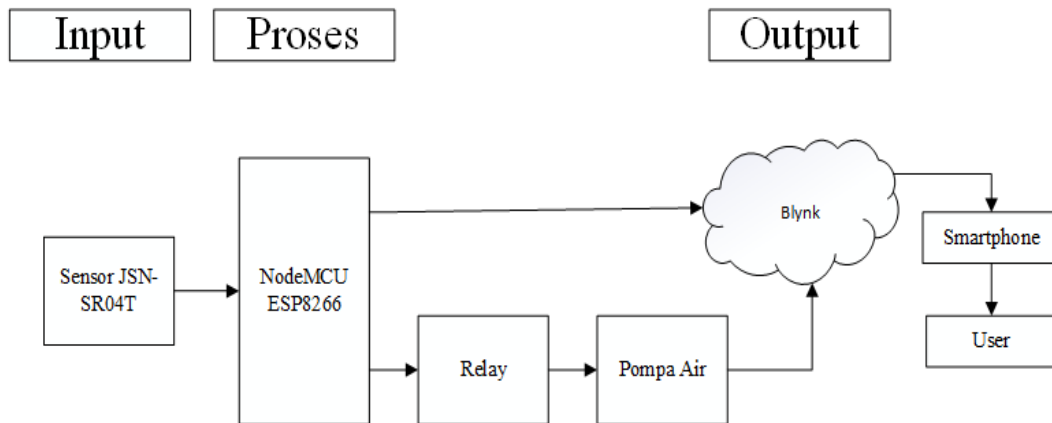 Input
Proses
Output
Sensor JSN-
SR04T
NodeMCU
ESP8266
Relay
Pompa Air
Blynk
Smartphone
User